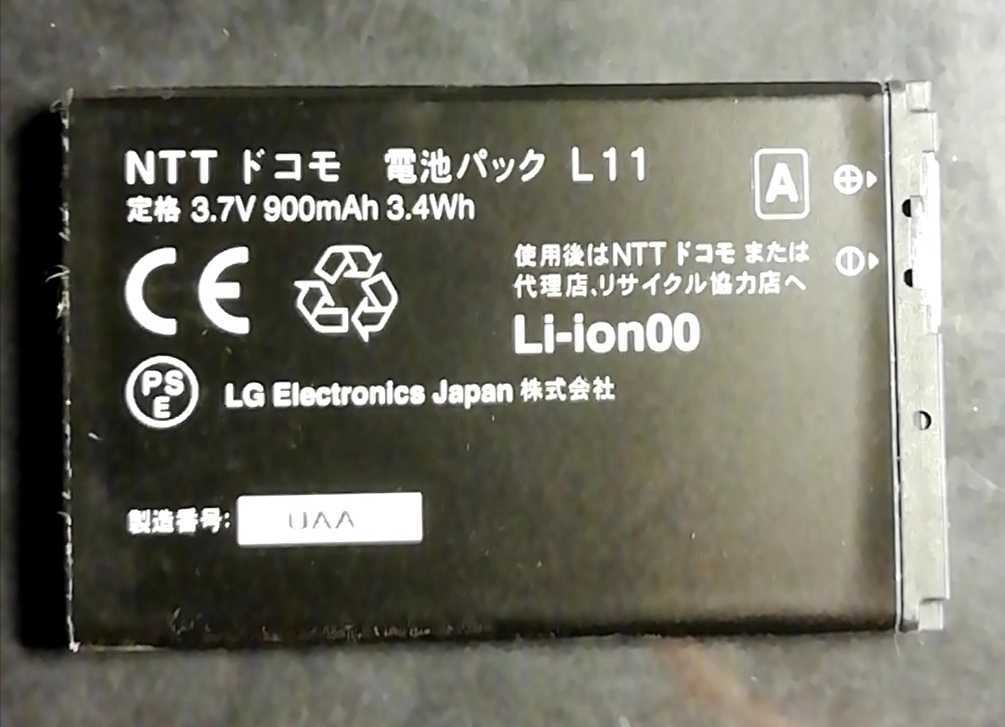 NTT ドコモ 電池パック L11
定格 3.7V 900mAh 3.4Wh
A
使用後はNTT ドコモ または
代理店、リサイクル協力店へ
Li-ion00
CE
PS
E
LG Electronics Japan 株式会社
製造番号: UAA